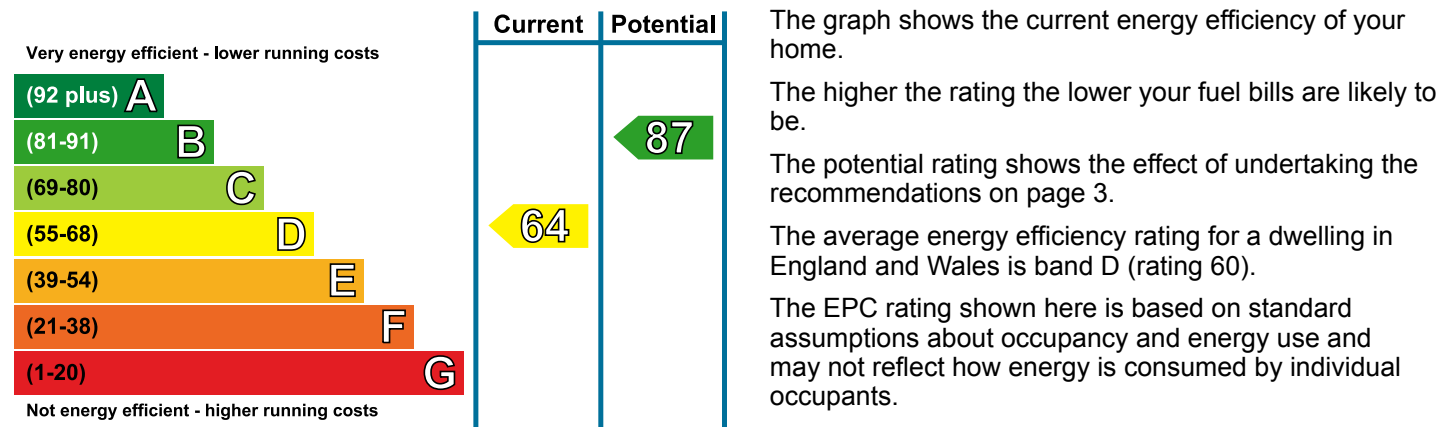 Current Potential
Very energy efficient - lower running costs
(92 plus) A
(81-91) B
87
(69-80) C
(55-68) D
64
(39-54) E
(21-38) F
(1-20) G
Not energy efficient - higher running costs
The graph shows the current energy efficiency of your
home.
The higher the rating the lower your fuel bills are likely to
be.
The potential rating shows the effect of undertaking the
recommendations on page 3.
The average energy efficiency rating for a dwelling in
England and Wales is band D (rating 60).
The EPC rating shown here is based on standard
assumptions about occupancy and energy use and
may not reflect how energy is consumed by individual
occupants.